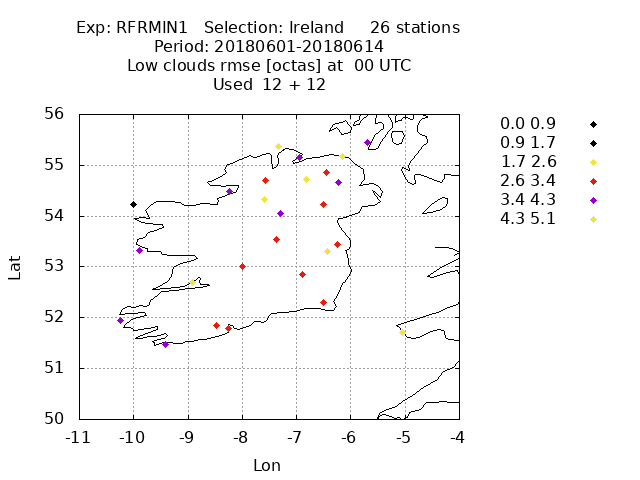 Exp: RFRMIN1 Selection: Ireland 26 stations
Period: 20180601-20180614
Low clouds rmse [octas] at 00 UTC
Used 12 + 12
56
55
54
53
52
51
50
Lat
-11 -10 -9 -8 -7 -6 -5 -4
Lon
0.0 0.9
0.9 1.7
1.7 2.6
2.6 3.4
3.4 4.3
4.3 5.1